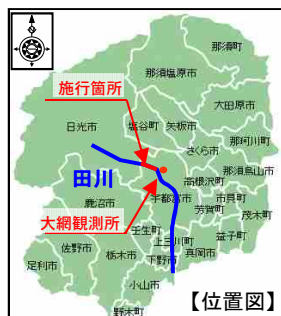 那須町
那須塩原市
施行箇所
大田原市
日光市
塩谷町
矢板市
那珂川町
さくら市
田川
那須烏山市
高根沢町
鹿沼市
宇都宮市
市貝町
大網観測所
芳賀町
茂木町
壬生町
上三川町
益子町
佐野市
栃木市
真岡市
下野市
足利市
小山市
野木町
【位置図】